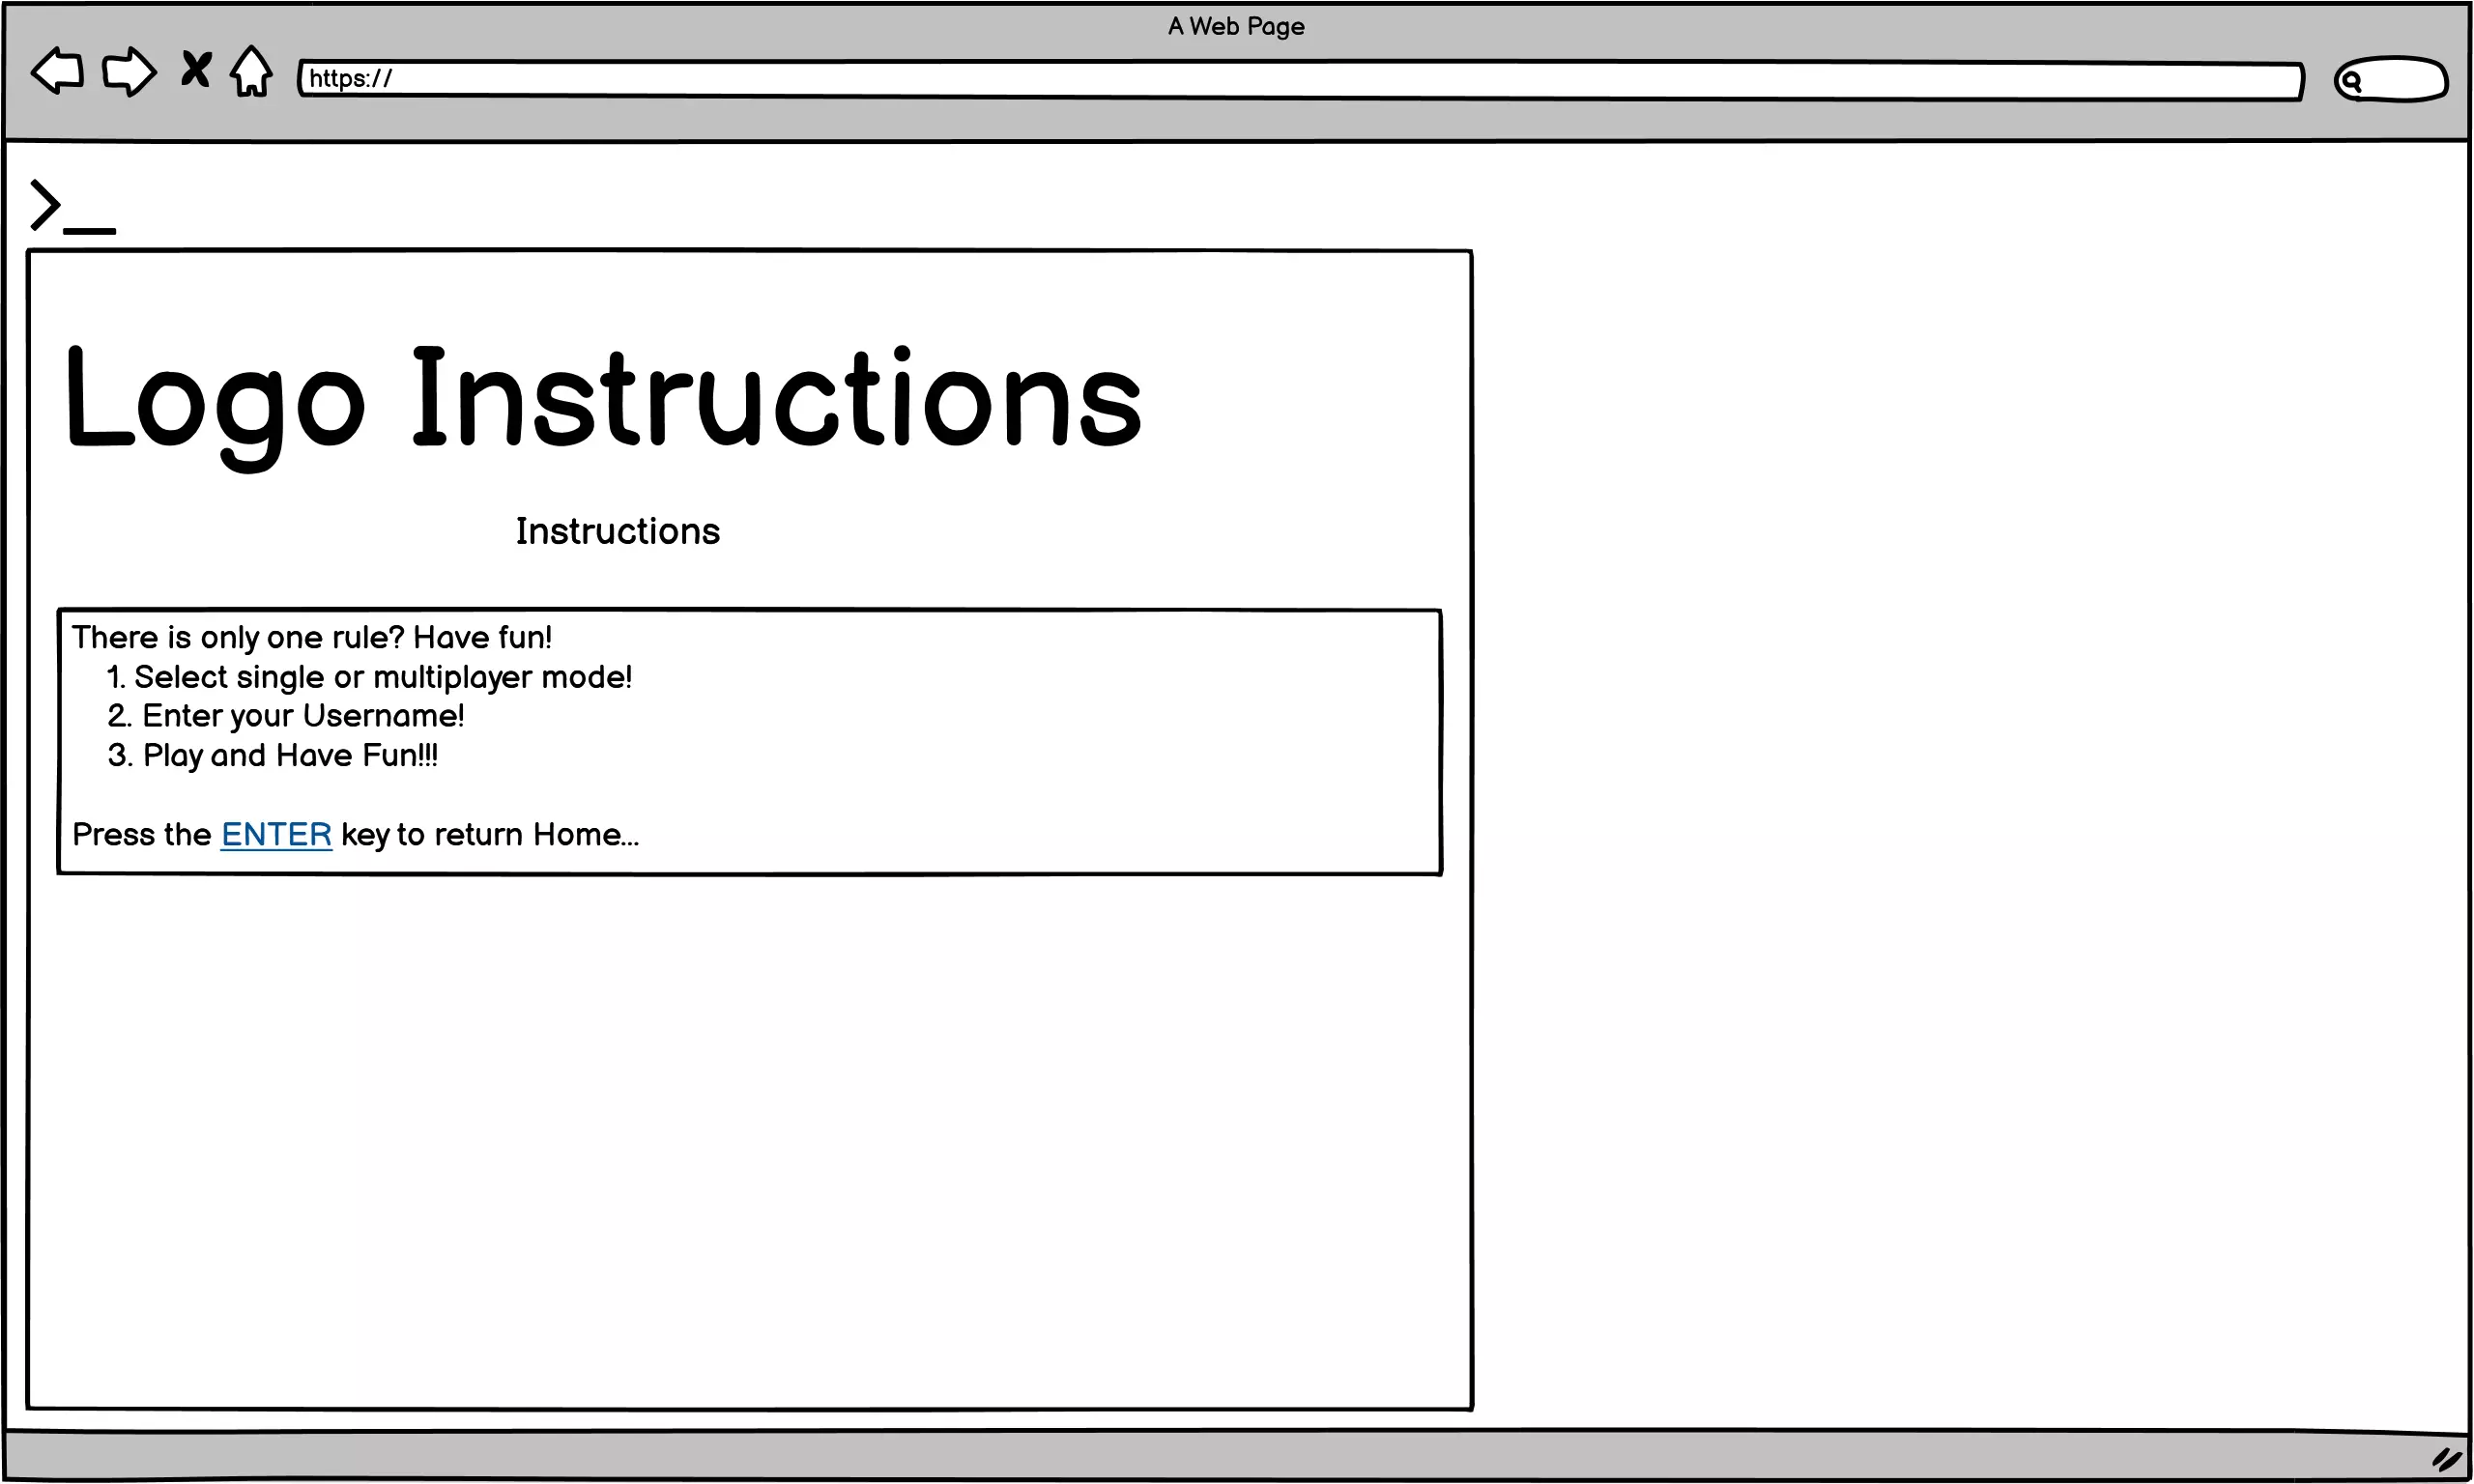 A Web Page
https://
>_
Logo Instructions
Instructions
There is only one rule? Have fun!
1. Select single or multiplayer mode!
2. Enter your Username!
3. Play and Have Fun!!!
Press the ENTER key to return Home...